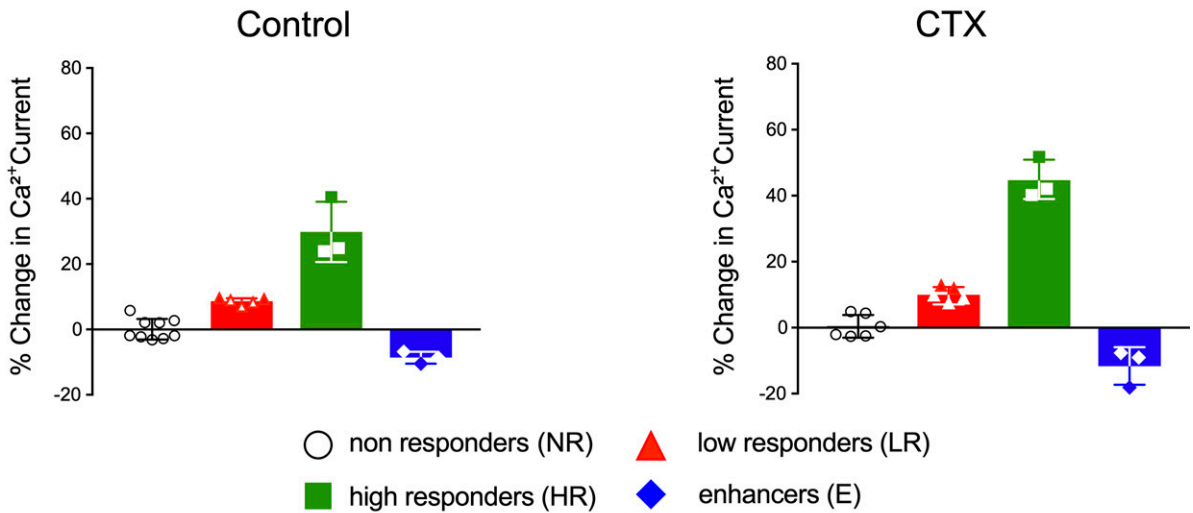 Control
% Change in Ca²⁺Current
80
60
40
20
0
-20
CTX
% Change in Ca²⁺Current
80
60
40
20
0
-20
non responders (NR)
low responders (LR)
high responders (HR)
enhancers (E)